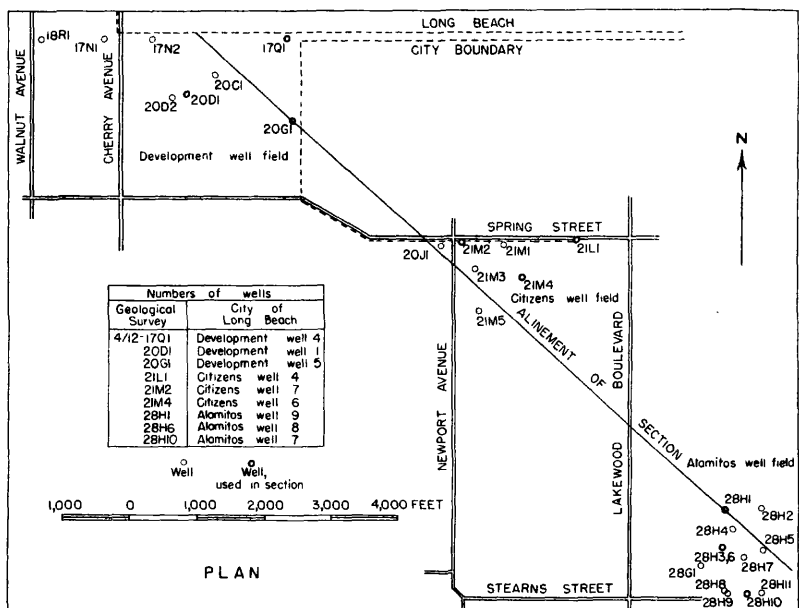 LONG BEACH
CITY BOUNDARY
18R1
17N1
17N2
17Q1
WALNUT AVENUE
CHERRY AVENUE
20C1
20D2
20D1
20G1
Development well field
N
SPRING STREET
20J1
21M2
21M1
21L1
21M3
21M4
Citizens well field
21M5
Numbers of wells
Geological Survey
City of Long Beach
4/12-17Q1 Development well 4
20D1 Development well 1
20G1 Development well 5
21L1 Citizens well 4
21M2 Citizens well 7
21M4 Citizens well 6
28H1 Alamitos well 9
28H6 Alamitos well 8
28H10 Alamitos well 7
Well
Well, used in section
1,000 0 1,000 2,000 3,000 4,000 FEET
PLAN
NEWPORT AVENUE
LAKEWOOD BOULEVARD
ALINEMENT OF SECTION
Alamitos well field
28H1
28H2
28H4
28H5
28H3,6
28H7
28G1
28H8
28H9
28H11
28H10
STEARNS STREET